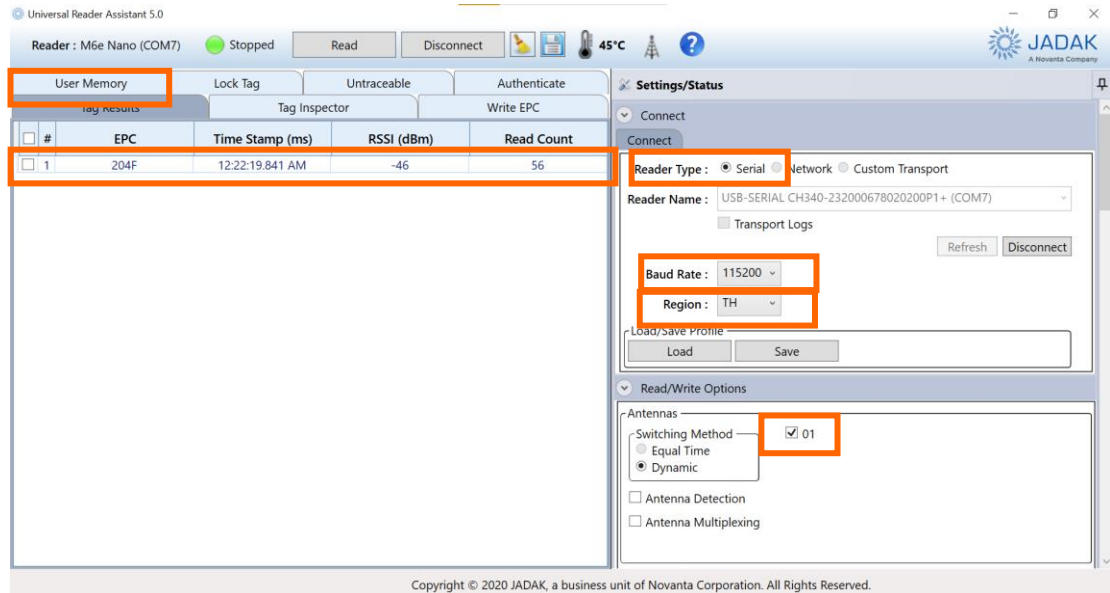 Universal Reader Assistant 5.0
Reader : M6e Nano (COM7) Stopped Read Disconnect 45°C ? JADAK
A Novanta Company
User Memory Lock Tag Untraceable Authenticate
Tag Results Tag Inspector Write EPC
# EPC Time Stamp (ms) RSSI (dBm) Read Count
1 204F 12:22:19.841 AM -46 56
Settings/Status
Connect
Connect
Reader Type : Serial Network Custom Transport
Reader Name : USB-SERIAL CH340-232000678020200P1+ (COM7)
Transport Logs
Refresh Disconnect
Baud Rate : 115200
Region : TH
Load/Save Profile
Load Save
Read/Write Options
Antennas
Switching Method 01
Equal Time
Dynamic
Antenna Detection
Antenna Multiplexing
Copyright © 2020 JADAK, a business unit of Novanta Corporation. All Rights Reserved.